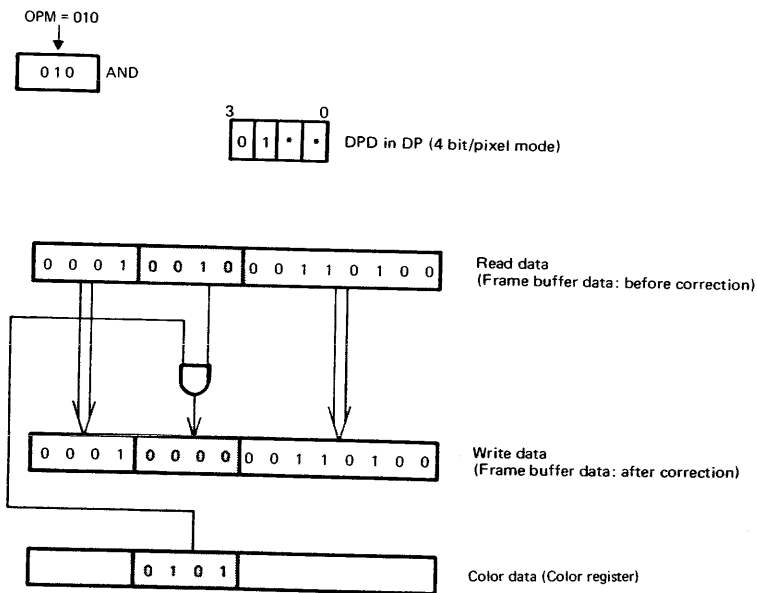 OPM = 010
0 1 0 AND
3 0
0 1 * * DPD in DP (4 bit/pixel mode)
0 0 0 1 0 0 1 0 0 0 1 1 0 1 0 0 Read data
(Frame buffer data: before correction)
0 0 0 1 0 0 0 0 0 0 1 1 0 1 0 0 Write data
(Frame buffer data: after correction)
0 1 0 1 Color data (Color register)